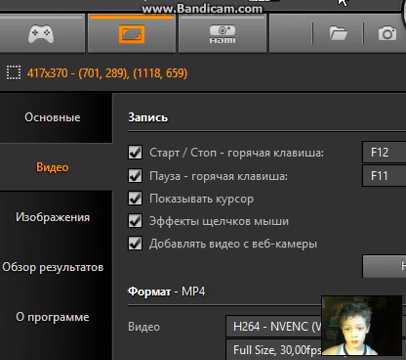 www.Bandicam.com
HDMI
417x370 - (701, 289), (1118, 659)
Основные
Запись
Старт / Стоп - горячая клавиша: F12
Видео
Пауза - горячая клавиша: F11
Показывать курсор
Изображения
Эффекты щелчков мыши
Добавлять видео с веб-камеры
Обзор результатов
Формат - MP4
О программе
Видео
H264 - NVENC (V
Full Size, 30,00fps